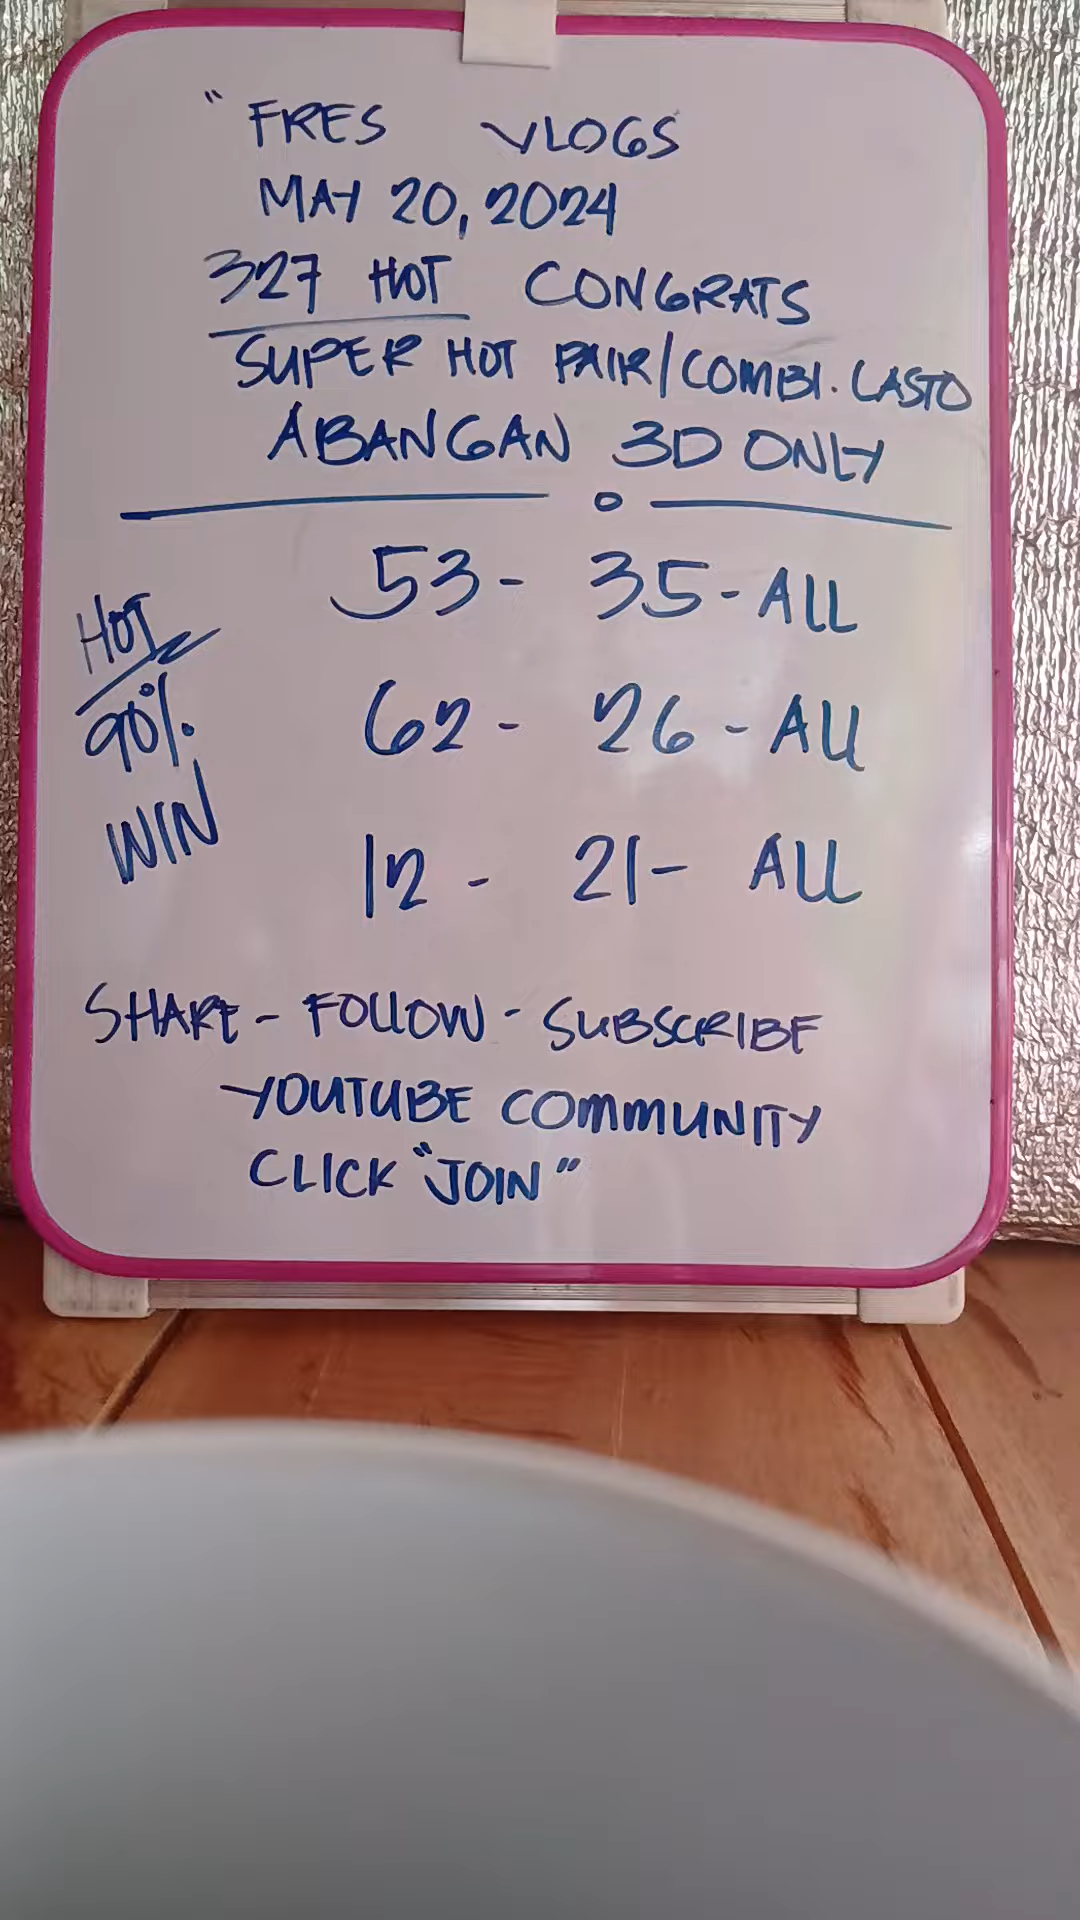 " FRES VLOGS
MAY 20, 2024
327 HOT CONGRATS
SUPER HOT PAIR/COMBI. CASTO
ABANGAN 3D ONLY
53 - 35 - ALL
HOT
90%
WIN
62 - 26 - ALL
12 - 21 - ALL
SHARE - FOLLOW - SUBSCRIBE
YOUTUBE COMMUNITY
CLICK "JOIN"